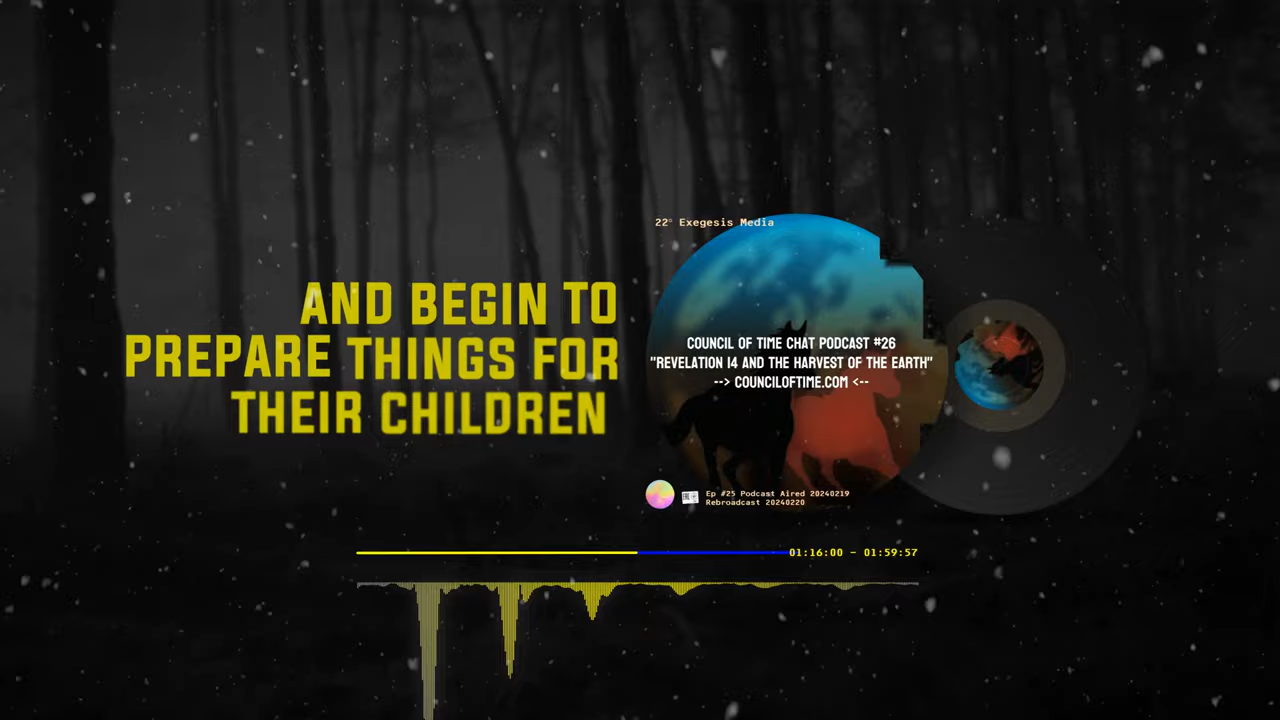 22° Exegesis Media
AND BEGIN TO
PREPARE THINGS FOR
THEIR CHILDREN
COUNCIL OF TIME CHAT PODCAST #26
"REVELATION 14 AND THE HARVEST OF THE EARTH"
--> COUNCILOFTIME.COM <--
Ep #25 Podcast Aired 20240219
Rebroadcast 20240220
01:16:00 - 01:59:57